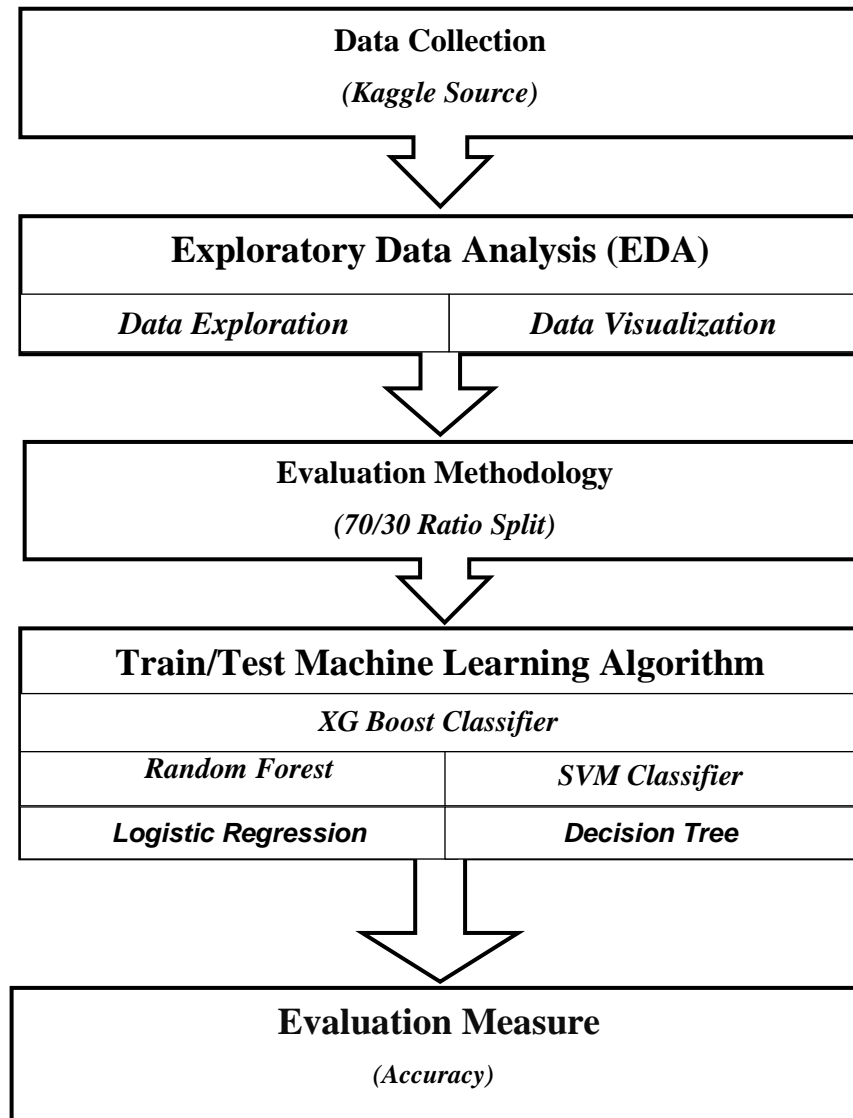 Data Collection
(Kaggle Source)
Exploratory Data Analysis (EDA)
Data Exploration
Data Visualization
Evaluation Methodology
(70/30 Ratio Split)
Train/Test Machine Learning Algorithm
XG Boost Classifier
Random Forest
SVM Classifier
Logistic Regression
Decision Tree
Evaluation Measure
(Accuracy)